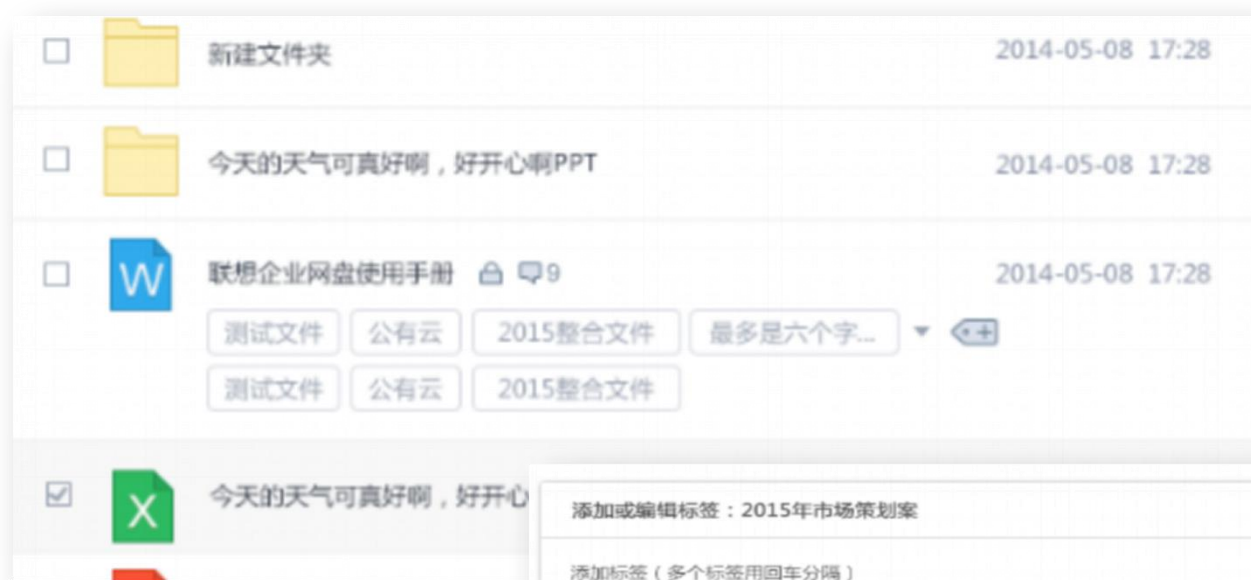 新建文件夹 2014-05-08 17:28
今天的天气可真好啊，好开心啊PPT 2014-05-08 17:28
W 联想企业网盘使用手册 9 2014-05-08 17:28
测试文件 公有云 2015整合文件 最多是六个字...
测试文件 公有云 2015整合文件
X 今天的天气可真好啊，好开心
添加或编辑标签：2015年市场策划案
添加标签（多个标签用回车分隔）